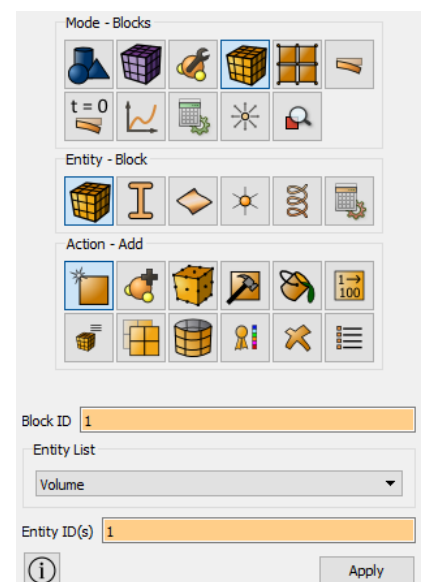 Mode - Blocks
t = 0
Entity - Block
Action - Add
1→
100
Block ID 1
Entity List
Volume
Entity ID(s) 1
i
Apply